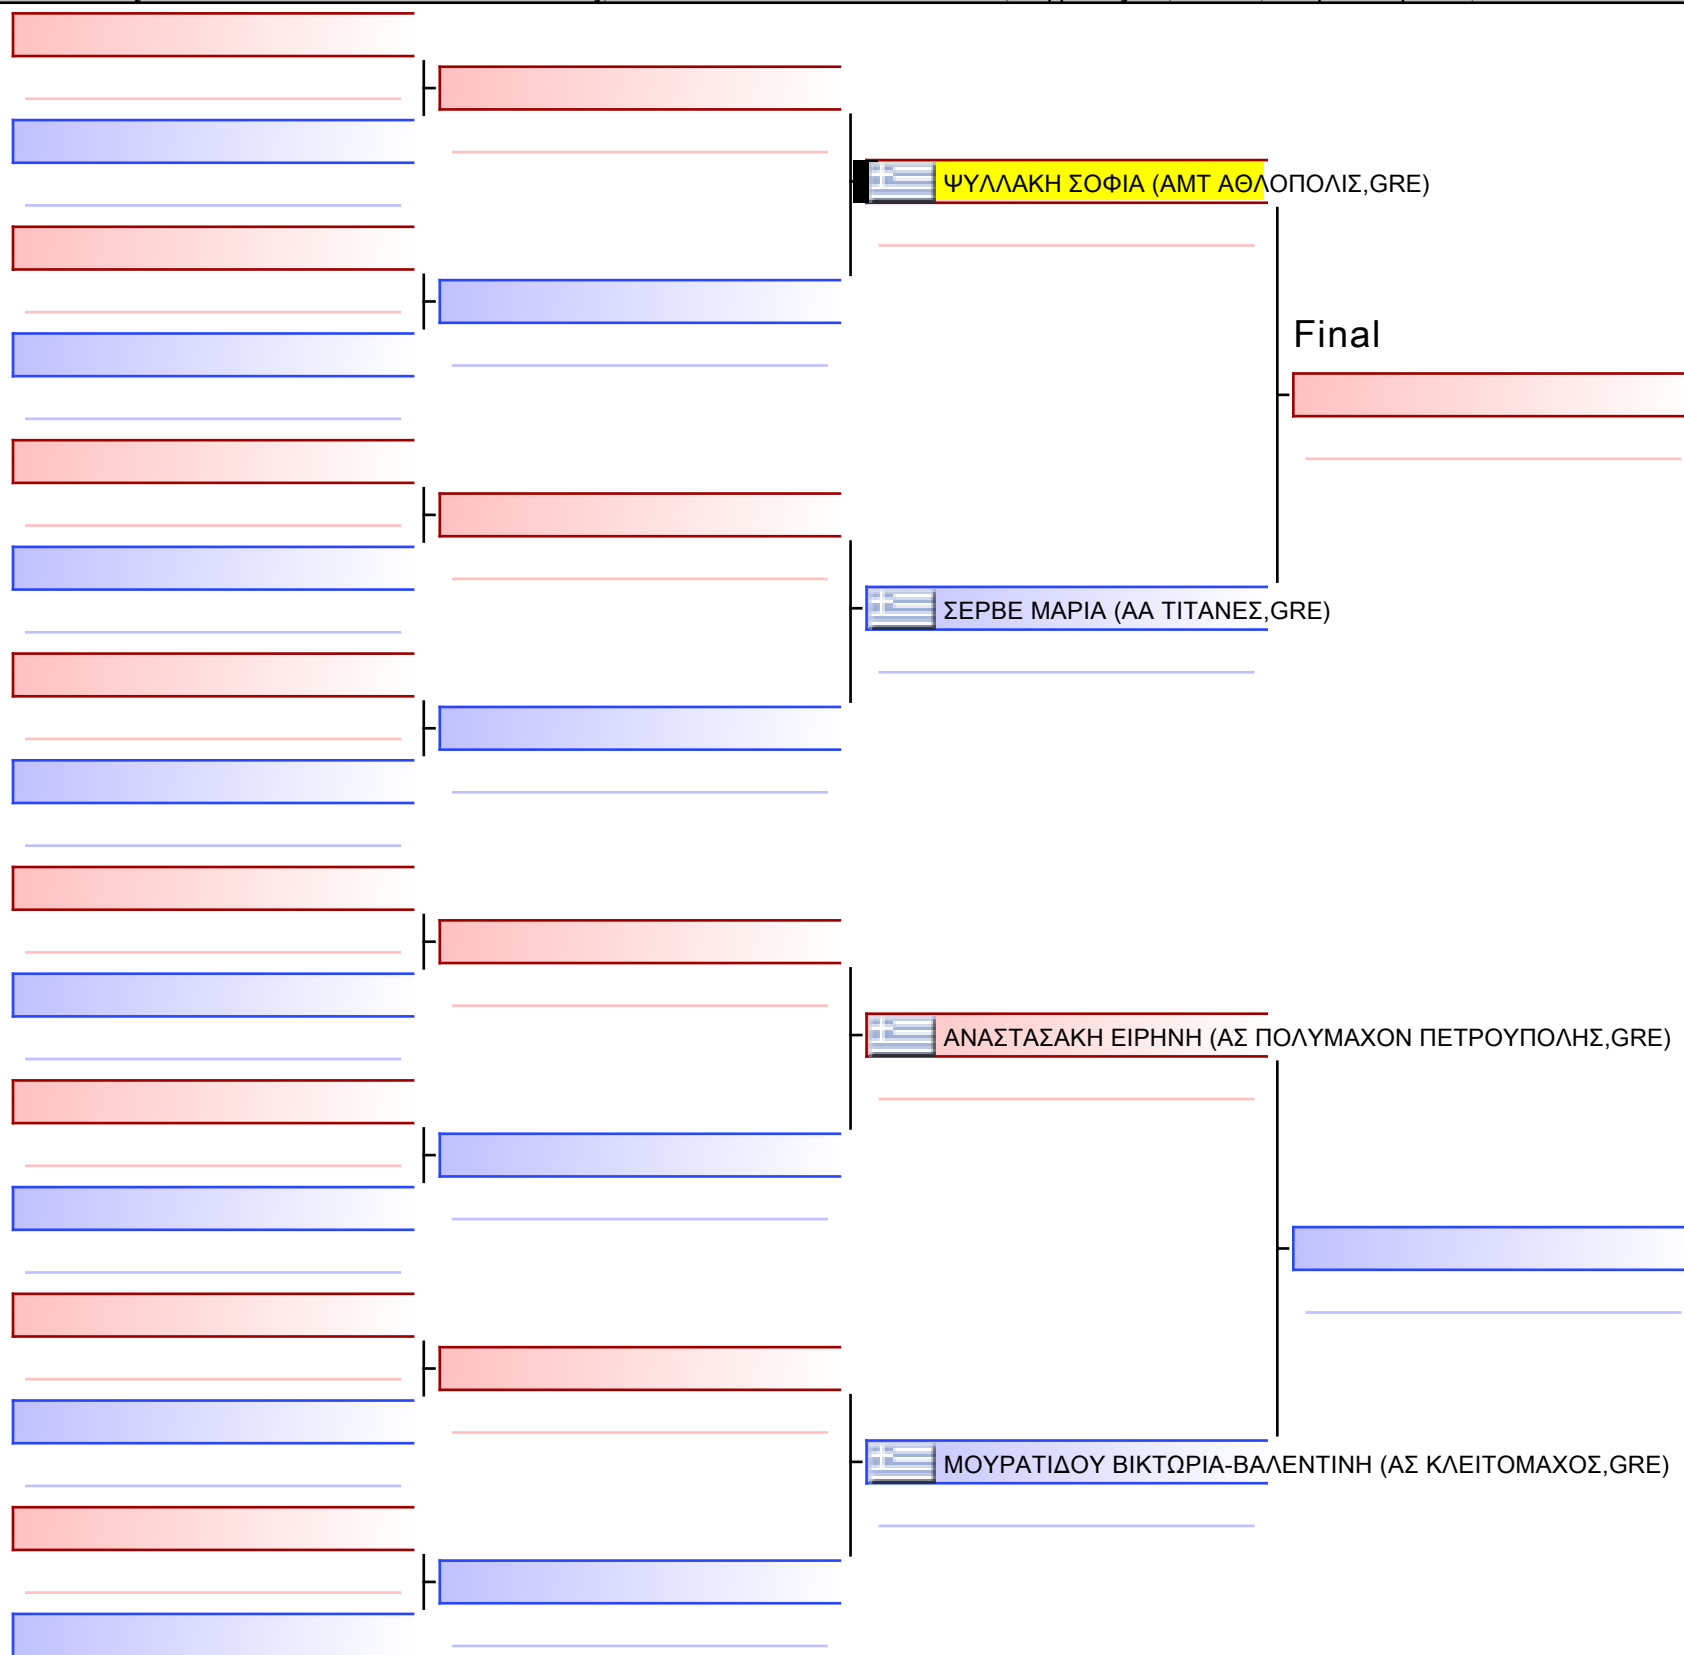 ΨΥΛΛΑΚΗ ΣΟΦΙΑ (ΑΜΤ ΑΘΛΟΠΟΛΙΣ,GRE)
Final
ΣΕΡΒΕ ΜΑΡΙΑ (ΑΑ ΤΙΤΑΝΕΣ,GRE)
ΑΝΑΣΤΑΣΑΚΗ ΕΙΡΗΝΗ (ΑΣ ΠΟΛΥΜΑΧΟΝ ΠΕΤΡΟΥΠΟΛΗΣ,GRE)
ΜΟΥΡΑΤΙΔΟΥ ΒΙΚΤΩΡΙΑ-ΒΑΛΕΝΤΙΝΗ (ΑΣ ΚΛΕΙΤΟΜΑΧΟΣ,GRE)